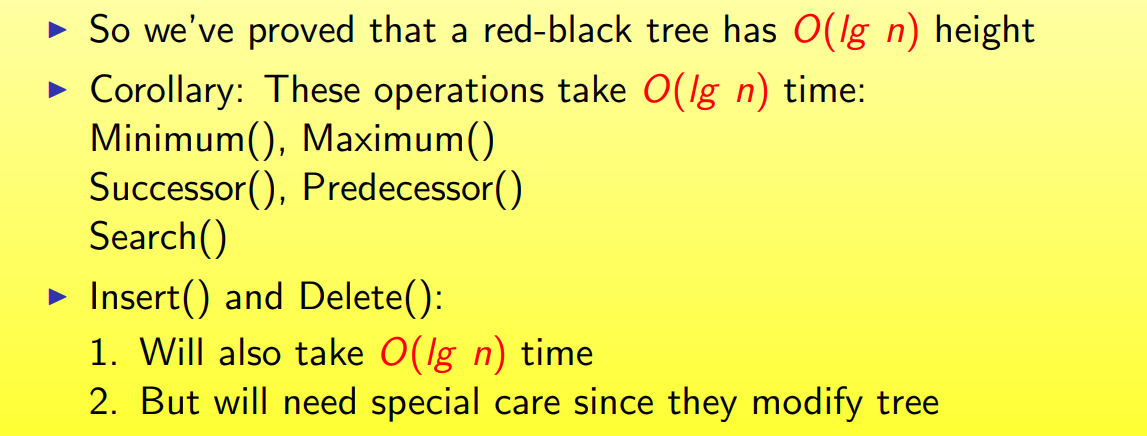 So we've proved that a red-black tree has O(lg n) height
Corollary: These operations take O(lg n) time:
Minimum(), Maximum()
Successor(), Predecessor()
Search()
Insert() and Delete():
1. Will also take O(lg n) time
2. But will need special care since they modify tree